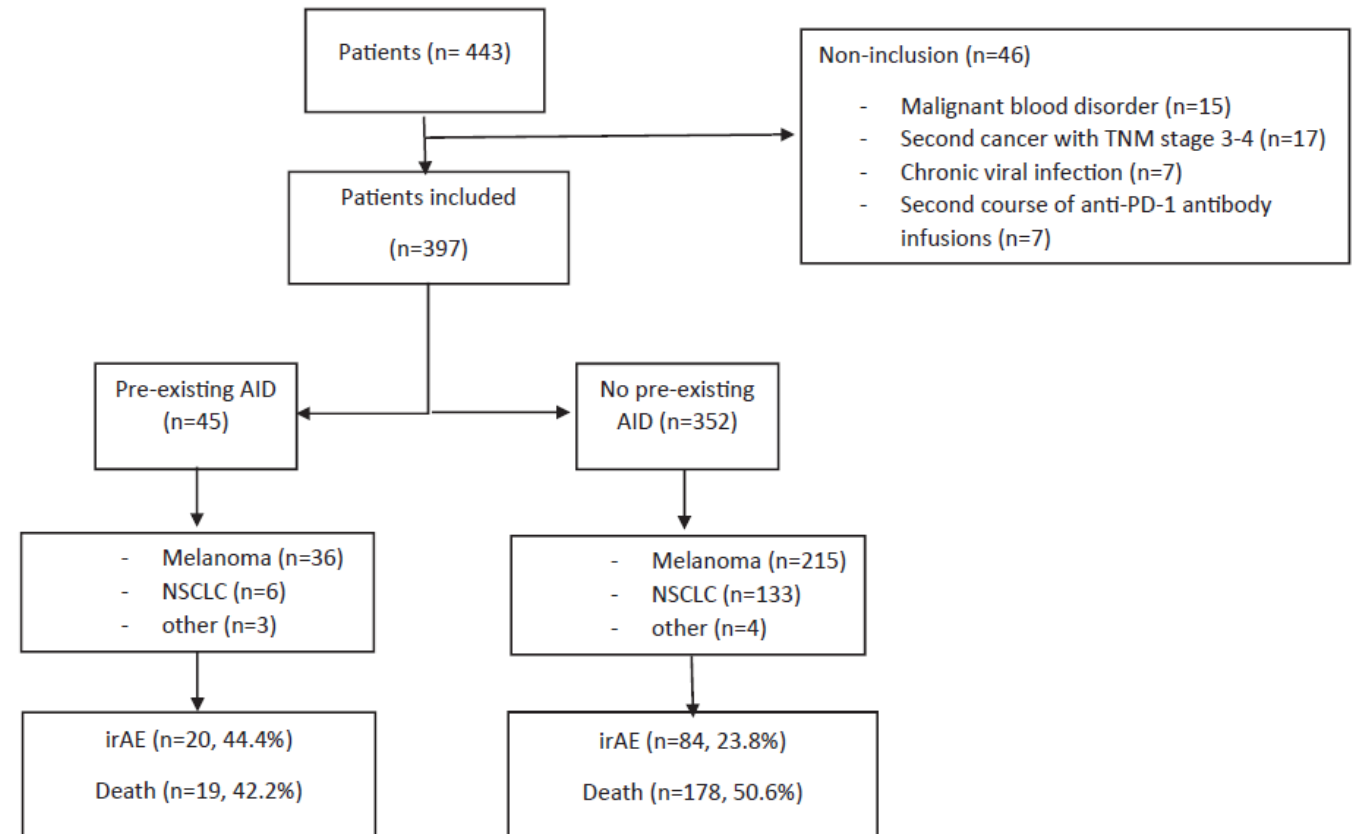 Patients (n= 443)
Non-inclusion (n=46)
- Malignant blood disorder (n=15)
- Second cancer with TNM stage 3-4 (n=17)
- Chronic viral infection (n=7)
- Second course of anti-PD-1 antibody
infusions (n=7)
Patients included
(n=397)
Pre-existing AID
(n=45)
No pre-existing
AID (n=352)
- Melanoma (n=36)
- NSCLC (n=6)
- other (n=3)
- Melanoma (n=215)
- NSCLC (n=133)
- other (n=4)
irAE (n=20, 44.4%)
Death (n=19, 42.2%)
irAE (n=84, 23.8%)
Death (n=178, 50.6%)